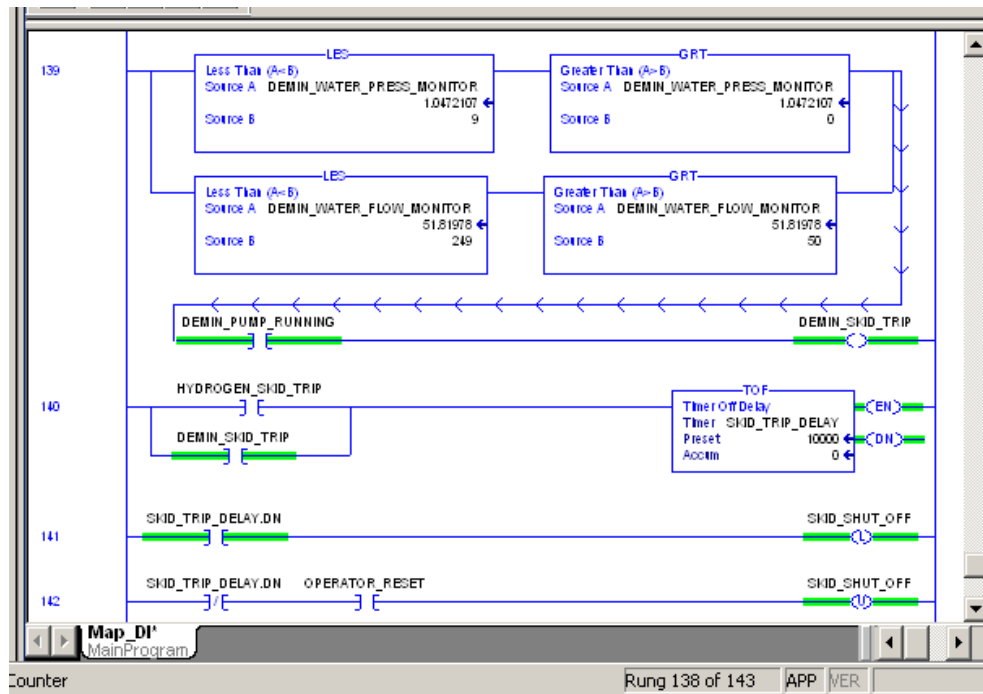 LES
GRT
139
Less Than (A<B)
Greater Than (A>B)
Source A DEMIN_WATER_PRESS_MONITOR
Source A DEMIN_WATER_PRESS_MONITOR
1.0472107
1.0472107
Source B 9
Source B 0
LES
GRT
Less Than (A<B)
Greater Than (A>B)
Source A DEMIN_WATER_FLOW_MONITOR
Source A DEMIN_WATER_FLOW_MONITOR
51.81978
51.81978
Source B 249
Source B 50
DEMIN_PUMP_RUNNING
DEMIN_SKID_TRIP
140
HYDROGEN_SKID_TRIP
DEMIN_SKID_TRIP
TOF
Timer Off Delay
Timer SKID_TRIP_DELAY
Preset 10000
Accum 0
EN
DN
141
SKID_TRIP_DELAY.DN
SKID_SHUT_OFF
L
142
SKID_TRIP_DELAY.DN
OPERATOR_RESET
SKID_SHUT_OFF
U
Map_DI*
MainProgram
Counter
Rung 138 of 143
APP
VER